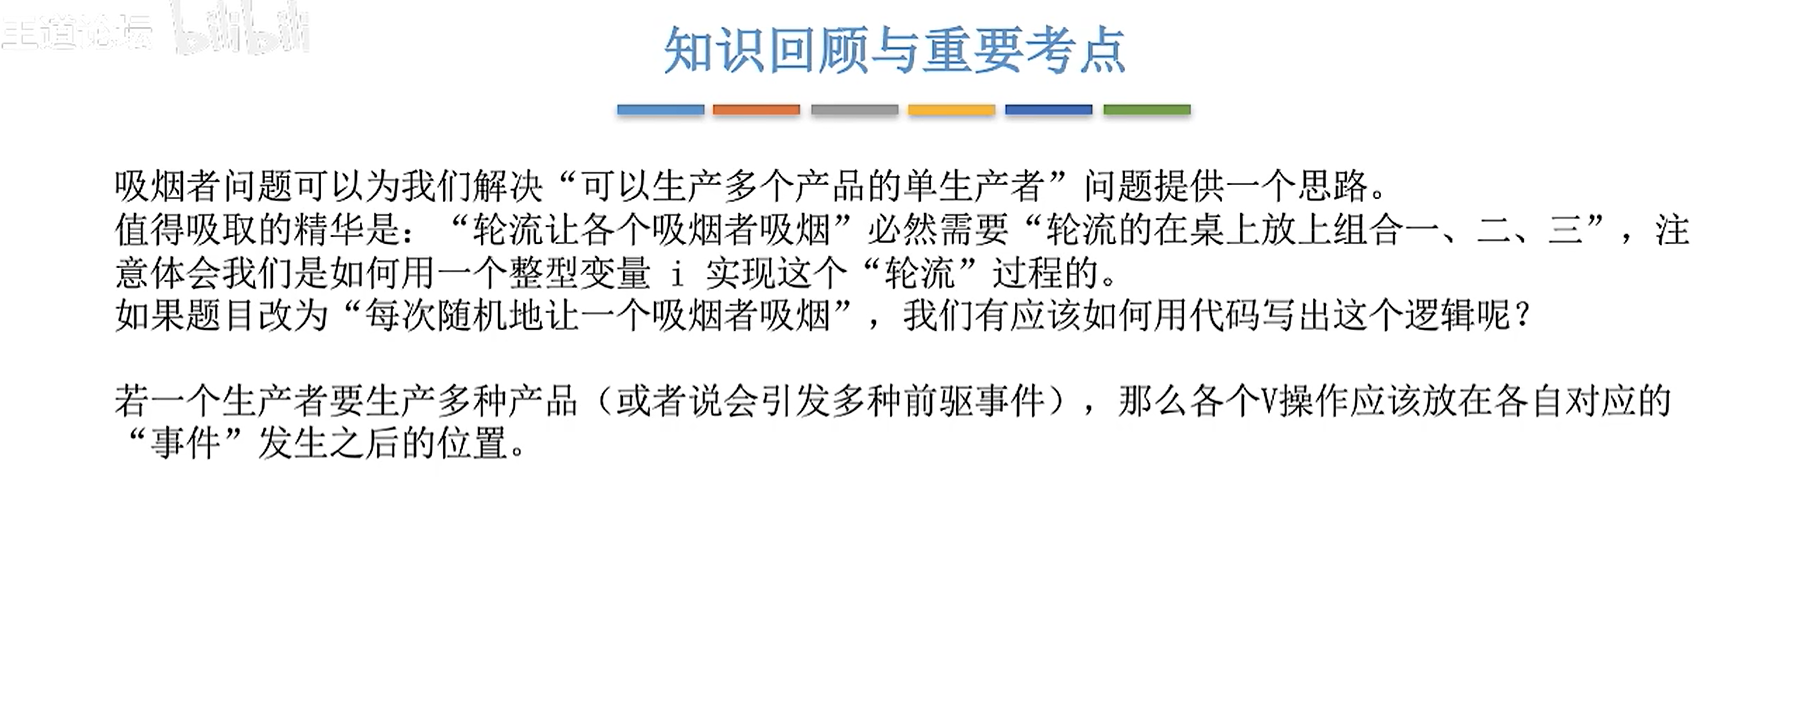 王道论坛 bilibili
知识回顾与重要考点
吸烟者问题可以为我们解决“可以生产多个产品的单生产者”问题提供一个思路。
值得吸取的精华是：“轮流让各个吸烟者吸烟”必然需要“轮流的在桌上放上组合一、二、三”，注
意体会我们是如何用一个整型变量 i 实现这个“轮流”过程的。
如果题目改为“每次随机地让一个吸烟者吸烟”，我们有应该如何用代码写出这个逻辑呢？
若一个生产者要生产多种产品（或者说会引发多种前驱事件），那么各个V操作应该放在各自对应的
“事件”发生之后的位置。